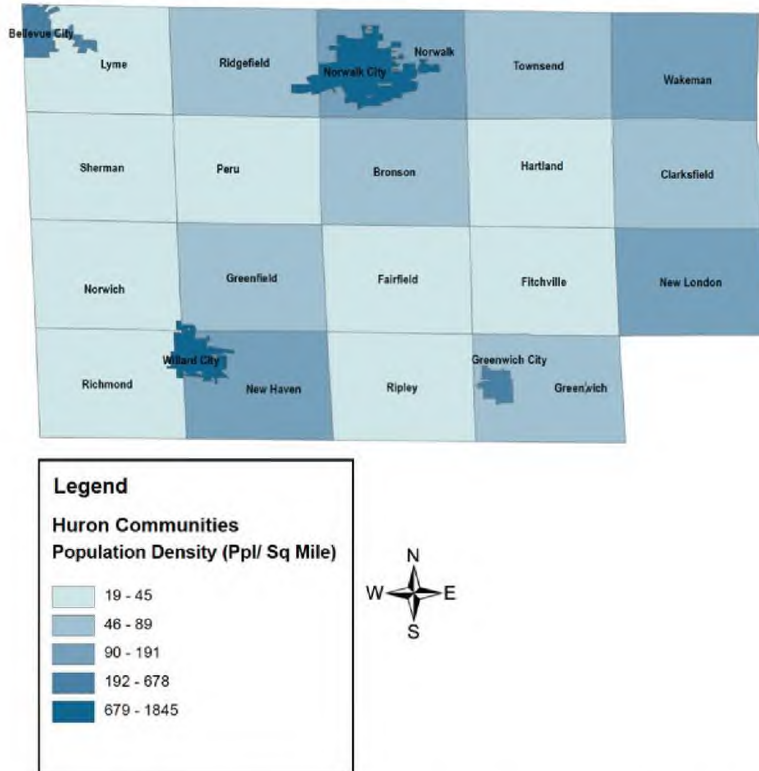 Bellevue City
Lyme
Ridgefield
Norwalk City
Norwalk
Townsend
Wakeman
Sherman
Peru
Bronson
Hartland
Clarksfield
Norwich
Greenfield
Fairfield
Fitchville
New London
Willard City
Richmond
New Haven
Ripley
Greenwich City
Greenwich
Legend
Huron Communities
Population Density (Ppl/ Sq Mile)
19 - 45
46 - 89
90 - 191
192 - 678
679 - 1845
N
W E
S